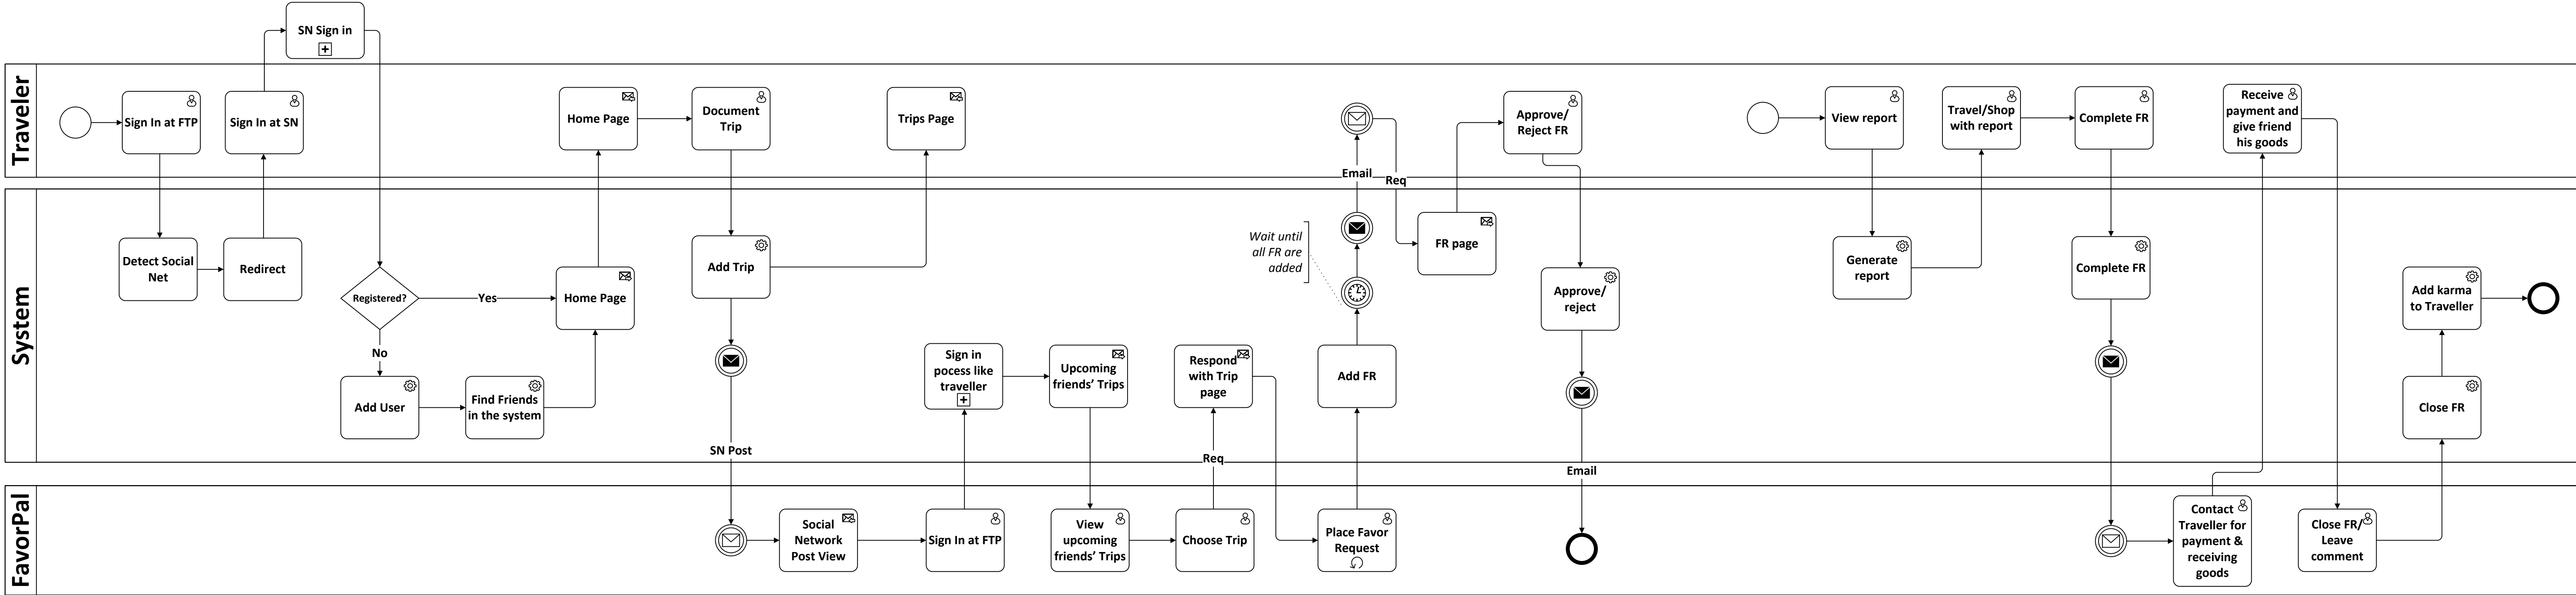 SN Sign in
Traveler
Sign In at FTP
Sign In at SN
Home Page
Document
Trip
Trips Page
Email
Req
Approve/
Reject FR
View report
Travel/Shop
with report
Complete FR
Receive
payment and
give friend
his goods
System
Detect Social
Net
Redirect
Registered?
Yes
No
Add User
Find Friends
in the system
Home Page
Add Trip
SN Post
Sign in
pocess like
traveller
Upcoming
friends' Trips
Respond
with Trip
page
Req
Wait until
all FR are
added
Add FR
FR page
Approve/
reject
Email
Generate
report
Complete FR
Add karma
to Traveller
Close FR
FavorPal
Social
Network
Post View
Sign In at FTP
View
upcoming
friends' Trips
Choose Trip
Place Favor
Request
Contact
Traveller for
payment &
receiving
goods
Close FR/
Leave
comment